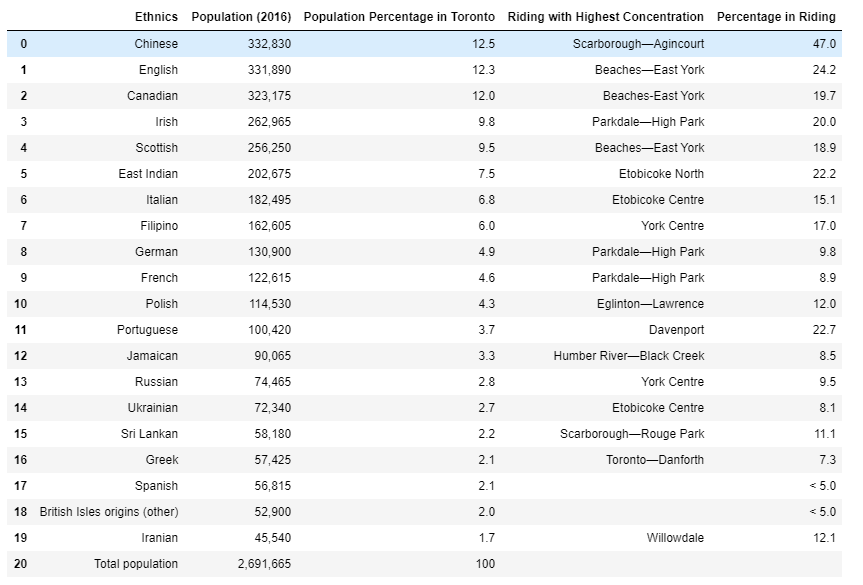 Ethnics Population (2016) Population Percentage in Toronto Riding with Highest Concentration Percentage in Riding
0 Chinese 332,830 12.5 Scarborough—Agincourt 47.0
1 English 331,890 12.3 Beaches—East York 24.2
2 Canadian 323,175 12.0 Beaches-East York 19.7
3 Irish 262,965 9.8 Parkdale—High Park 20.0
4 Scottish 256,250 9.5 Beaches—East York 18.9
5 East Indian 202,675 7.5 Etobicoke North 22.2
6 Italian 182,495 6.8 Etobicoke Centre 15.1
7 Filipino 162,605 6.0 York Centre 17.0
8 German 130,900 4.9 Parkdale—High Park 9.8
9 French 122,615 4.6 Parkdale—High Park 8.9
10 Polish 114,530 4.3 Eglinton—Lawrence 12.0
11 Portuguese 100,420 3.7 Davenport 22.7
12 Jamaican 90,065 3.3 Humber River—Black Creek 8.5
13 Russian 74,465 2.8 York Centre 9.5
14 Ukrainian 72,340 2.7 Etobicoke Centre 8.1
15 Sri Lankan 58,180 2.2 Scarborough—Rouge Park 11.1
16 Greek 57,425 2.1 Toronto—Danforth 7.3
17 Spanish 56,815 2.1 < 5.0
18 British Isles origins (other) 52,900 2.0 < 5.0
19 Iranian 45,540 1.7 Willowdale 12.1
20 Total population 2,691,665 100